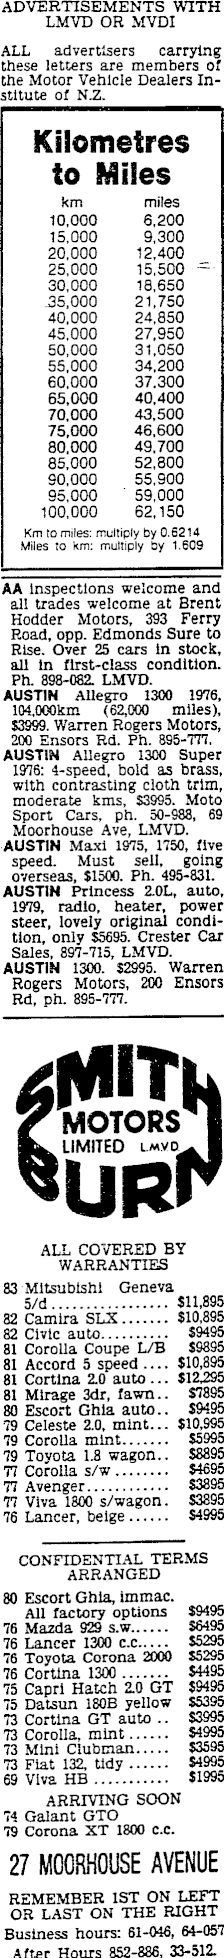 ADVERTISEMENTS WITH
LMVD OR MVDI
ALL advertisers carrying
these letters are members of
the Motor Vehicle Dealers In-
stitute of N.Z.
Kilometres
to Miles
km miles
10,000 6,200
15,000 9,300
20,000 12,400
25,000 15,500
30,000 18,650
35,000 21,750
40,000 24,850
45,000 27,950
50,000 31,050
55,000 34,200
60,000 37,300
65,000 40,400
70,000 43,500
75,000 46,600
80,000 49,700
85,000 52,800
90,000 55,900
95,000 59,000
100,000 62,150
Km to miles: multiply by 0.6214
Miles to km: multiply by 1.609
AA inspections welcome and
all trades welcome at Brent
Hodder Motors, 393 Ferry
Road, opp. Edmonds Sure to
Rise. Over 25 cars in stock,
all in first-class condition.
Ph. 898-082. LMVD.
AUSTIN Allegro 1300 1976,
104,000km (62,000 miles),
$3999. Warren Rogers Motors,
200 Ensors Rd. Ph. 895-777.
AUSTIN Allegro 1300 Super
1976: 4-speed, bold as brass,
with contrasting cloth trim,
moderate kms, $3995. Moto
Sport Cars, ph. 50-988, 69
Moorhouse Ave, LMVD.
AUSTIN Maxi 1975, 1750, five
speed. Must sell, going
overseas, $1500. Ph. 495-831.
AUSTIN Princess 2.0L, auto,
1979, radio, heater, power
steer, lovely original condi-
tion, only $5695. Crester Car
Sales, 897-715, LMVD.
AUSTIN 1300. $2995. Warren
Rogers Motors, 200 Ensors
Rd, ph. 895-777.
SMITH
MOTORS
LIMITED L.M.V.D
BURN
ALL COVERED BY
WARRANTIES
83 Mitsubishi Geneva
5/d ................. $11,895
82 Camira SLX ....... $10,895
82 Civic auto .......... $9495
81 Corolla Coupe L/B $9895
81 Accord 5 speed .... $10,895
81 Cortina 2.0 auto ... $12,295
81 Mirage 3dr, fawn.. $7895
80 Escort Ghia auto.. $9495
79 Celeste 2.0, mint... $10,995
79 Corolla mint....... $5995
79 Toyota 1.8 wagon.. $8895
77 Corolla s/w ........ $4695
77 Avenger............ $3895
77 Viva 1800 s/wagon. $3895
76 Lancer, beige ...... $4995
CONFIDENTIAL TERMS
ARRANGED
80 Escort Ghia, immac.
All factory options $9495
76 Mazda 929 s.w...... $6495
76 Lancer 1300 c.c..... $5295
76 Toyota Corona 2000 $5295
76 Cortina 1300 ....... $4495
75 Capri Hatch 2.0 GT $9495
75 Datsun 180B yellow $5395
73 Cortina GT auto .. $3995
73 Corolla, mint ...... $4995
73 Mini Clubman..... $3595
73 Fiat 132, tidy ...... $4995
69 Viva HB ........... $1995
ARRIVING SOON
74 Galant GTO
79 Corona XT 1800 c.c.
27 MOORHOUSE AVENUE
REMEMBER 1ST ON LEFT
OR LAST ON THE RIGHT
Business hours: 61-046, 64-057
After Hours 852-886, 33-512.